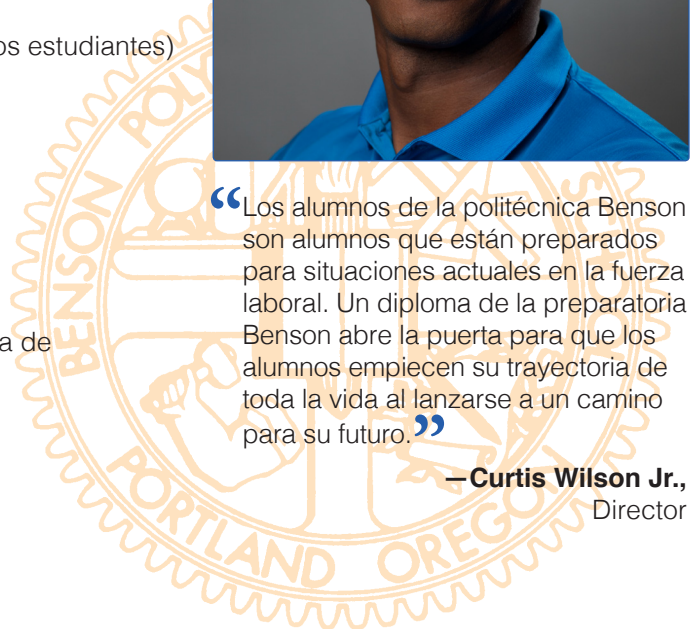 os estudiantes)
“Los alumnos de la politécnica Benson
son alumnos que están preparados
para situaciones actuales en la fuerza
laboral. Un diploma de la preparatoria
a de
Benson abre la puerta para que los
alumnos empiecen su trayectoria de
toda la vida al lanzarse a un camino
para su futuro.”
—Curtis Wilson Jr.,
Director
BENSON POLY
PORTLAND OREGON